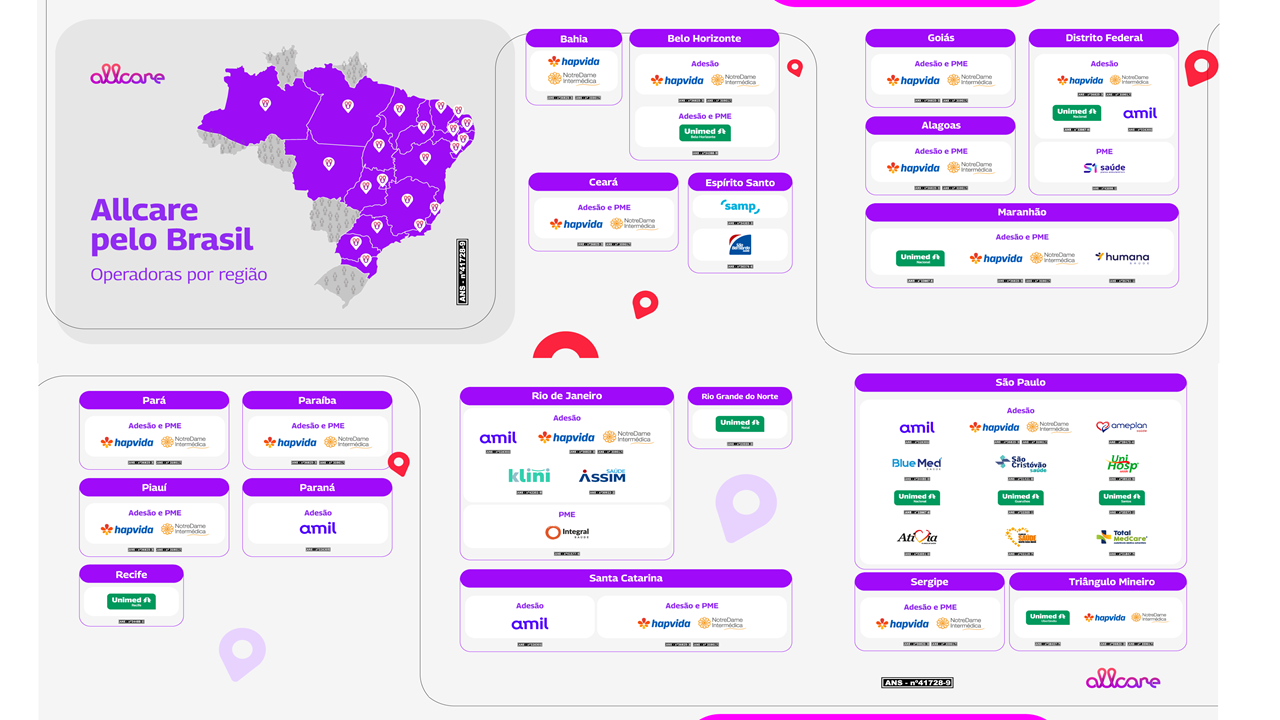 allcare
Allcare
pelo Brasil
Operadoras por região
ANS - nº41728-9
Bahia
hapvida
NotreDame
Intermédica
Belo Horizonte
Adesão
hapvida NotreDame
Intermédica
Adesão e PME
Unimed
Belo Horizonte
Ceará
Adesão e PME
hapvida NotreDame
Intermédica
Espírito Santo
samp
São
Bernardo
Goiás
Adesão e PME
hapvida NotreDame
Intermédica
Alagoas
Adesão e PME
hapvida NotreDame
Intermédica
Distrito Federal
Adesão
hapvida NotreDame
Intermédica
Unimed
Nacional
amil
PME
S1 saúde
Maranhão
Adesão e PME
Unimed
Nacional
hapvida NotreDame
Intermédica
humana
SAÚDE
Pará
Adesão e PME
hapvida NotreDame
Intermédica
Paraíba
Adesão e PME
hapvida NotreDame
Intermédica
Piauí
Adesão e PME
hapvida NotreDame
Intermédica
Paraná
Adesão
amil
Recife
Unimed
Recife
Rio de Janeiro
Adesão
amil hapvida NotreDame
Intermédica
klini
SAÚDE
ASSIM
PME
Integral
SAÚDE
Rio Grande do Norte
Unimed
Natal
Santa Catarina
Adesão
amil
Adesão e PME
hapvida NotreDame
Intermédica
São Paulo
Adesão
amil hapvida NotreDame
Intermédica
ameplan
BlueMed
São
Cristóvão
saúde
Uni
Hosp
Unimed
Nacional
Unimed
Guarulhos
Unimed
Santos
Ativia
SAÚDE
Total
MedCare
Sergipe
Adesão e PME
hapvida NotreDame
Intermédica
Triângulo Mineiro
Unimed
Uberlândia
hapvida NotreDame
Intermédica
ANS - nº41728-9
allcare